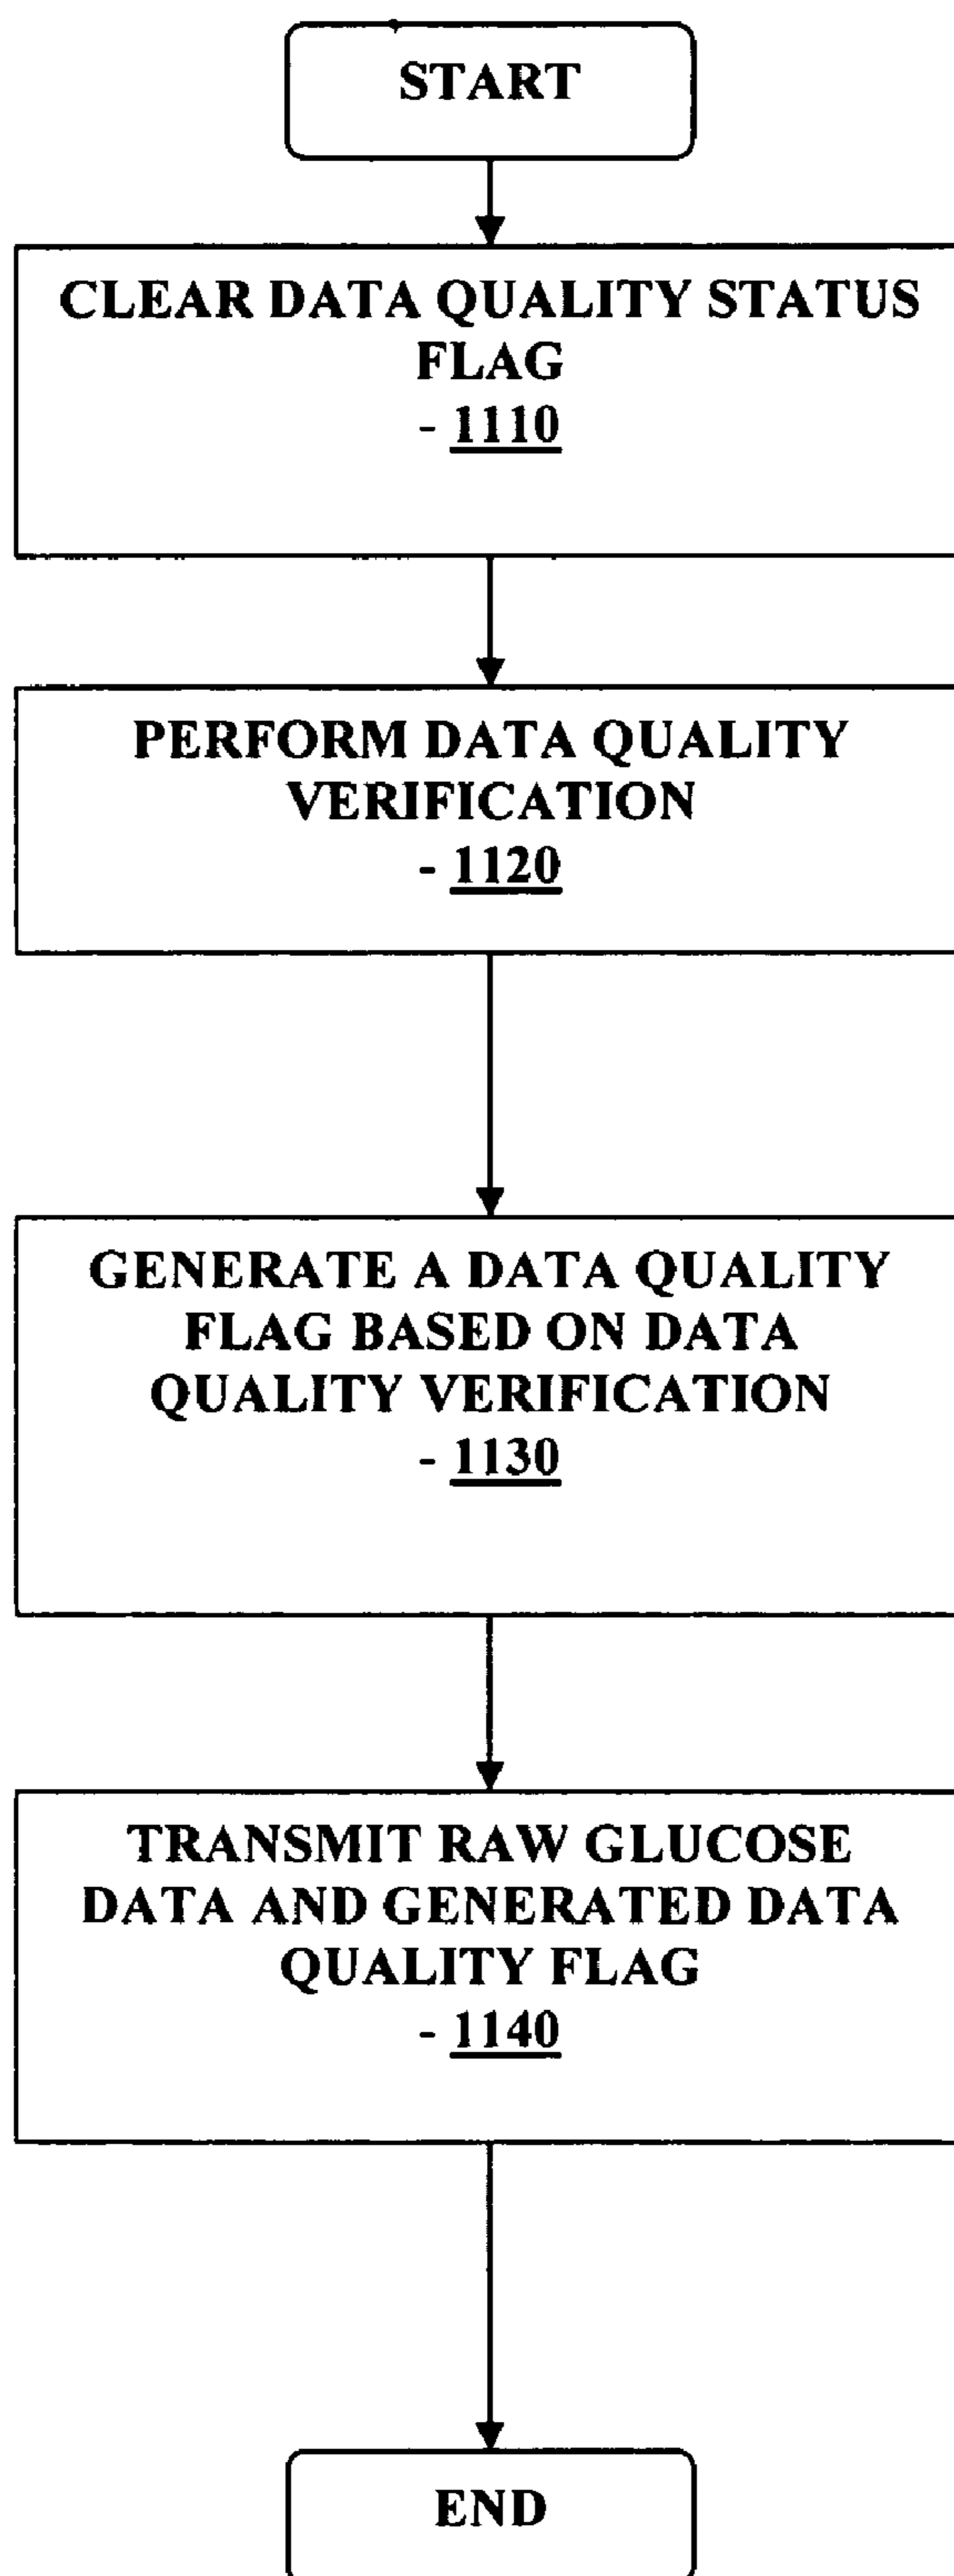 START
CLEAR DATA QUALITY STATUS
FLAG
- 1110
PERFORM DATA QUALITY
VERIFICATION
- 1120
GENERATE A DATA QUALITY
FLAG BASED ON DATA
QUALITY VERIFICATION
- 1130
TRANSMIT RAW GLUCOSE
DATA AND GENERATED DATA
QUALITY FLAG
- 1140
END